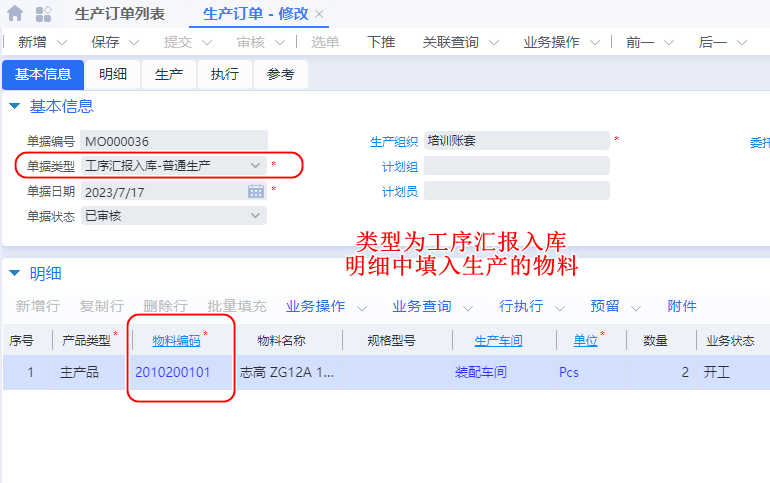 生产订单列表 生产订单 - 修改 ×
新增 保存 提交 审核 选单 下推 关联查询 业务操作 前一 后一
基本信息 明细 生产 执行 参考
基本信息
单据编号 MO000036 生产组织 培训账套 * 委托
单据类型 工序汇报入库-普通生产 * 计划组
单据日期 2023/7/17 * 计划员
单据状态 已审核
类型为工序汇报入库
明细中填入生产的物料
明细
新增行 复制行 删除行 批量填充 业务操作 业务查询 行执行 预留 附件
序号 产品类型* 物料编码* 物料名称 规格型号 生产车间 单位* 数量 业务状态
1 主产品 2010200101 志高 ZG12A 1... 装配车间 Pcs 2 开工